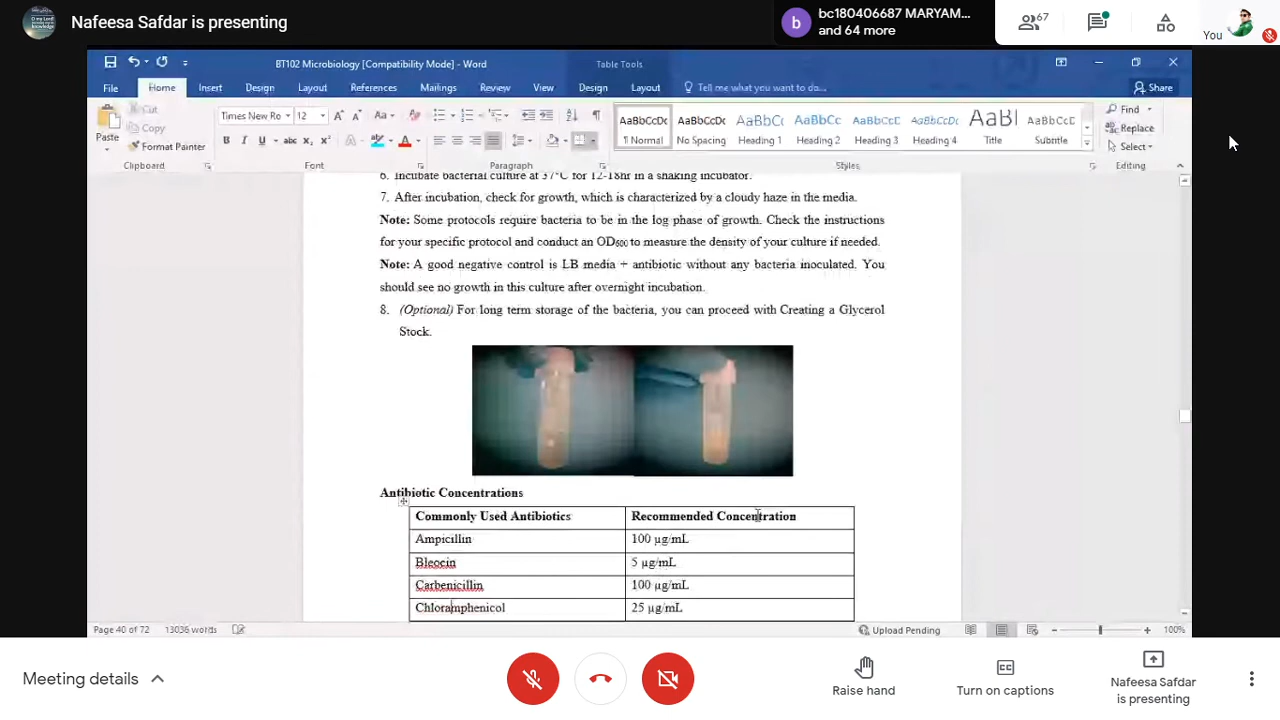 Nafeesa Safdar is presenting
b
bc180406687 MARYAM...
and 64 more
67
You
BT102 Microbiology [Compatibility Mode] - Word
Table Tools
File Home Insert Design Layout References Mailings Review View Design Layout Tell me what you want to do... Share
Cut
Copy
Paste
Format Painter
Clipboard
Times New Ro 12
Font
Paragraph
AaBbCcDc AaBbCcDc AaBbCc AaBbCc AaBbCcD AaBbCcD AaBl AaBbCcD
¶ Normal No Spacing Heading 1 Heading 2 Heading 3 Heading 4 Title Subtitle
Styles
Find
Replace
Select
Editing
6. Incubate bacterial culture at 37°C for 12-18hr in a shaking incubator.
7. After incubation, check for growth, which is characterized by a cloudy haze in the media.
Note: Some protocols require bacteria to be in the log phase of growth. Check the instructions
for your specific protocol and conduct an OD600 to measure the density of your culture if needed.
Note: A good negative control is LB media + antibiotic without any bacteria inoculated. You
should see no growth in this culture after overnight incubation.
8. (Optional) For long term storage of the bacteria, you can proceed with Creating a Glycerol
Stock.
Antibiotic Concentrations
Commonly Used Antibiotics Recommended Concentration
Ampicillin 100 µg/mL
Bleocin 5 µg/mL
Carbenicillin 100 µg/mL
Chloramphenicol 25 µg/mL
Page 40 of 72 13036 words Upload Pending 100%
Meeting details
Raise hand
Turn on captions
Nafeesa Safdar
is presenting